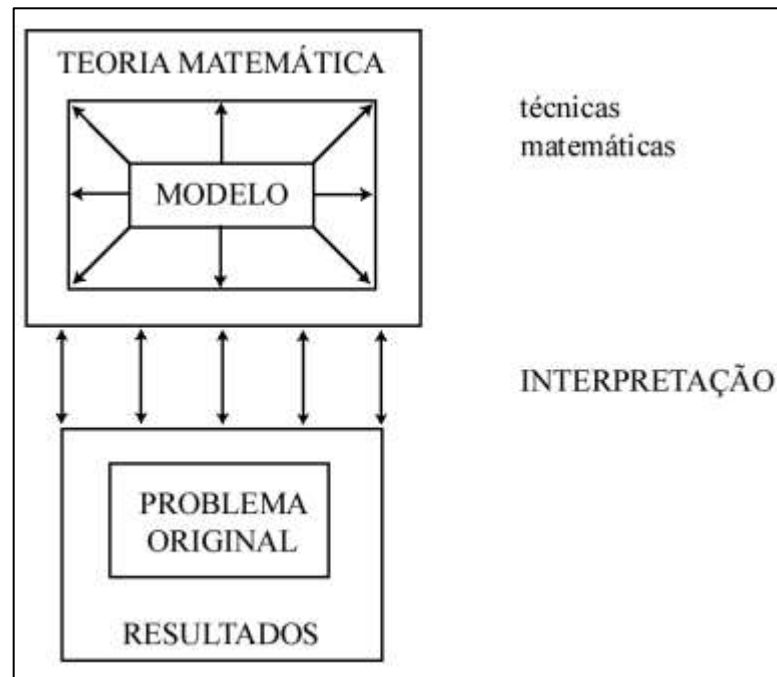 TEORIA MATEMÁTICA
técnicas
matemáticas
MODELO
INTERPRETAÇÃO
PROBLEMA
ORIGINAL
RESULTADOS